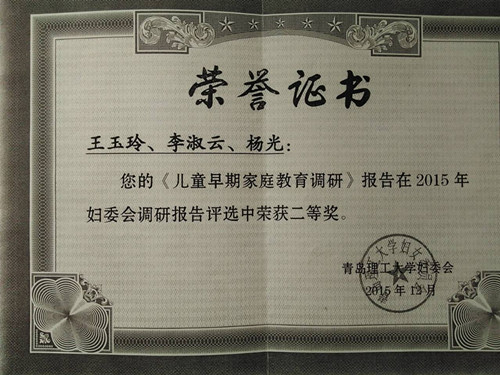 荣誉证书
王玉玲、李淑云、杨光：
您的《儿童早期家庭教育调研》报告在2015年
妇委会调研报告评选中荣获二等奖。
青岛理工大学妇委会
2015年12月